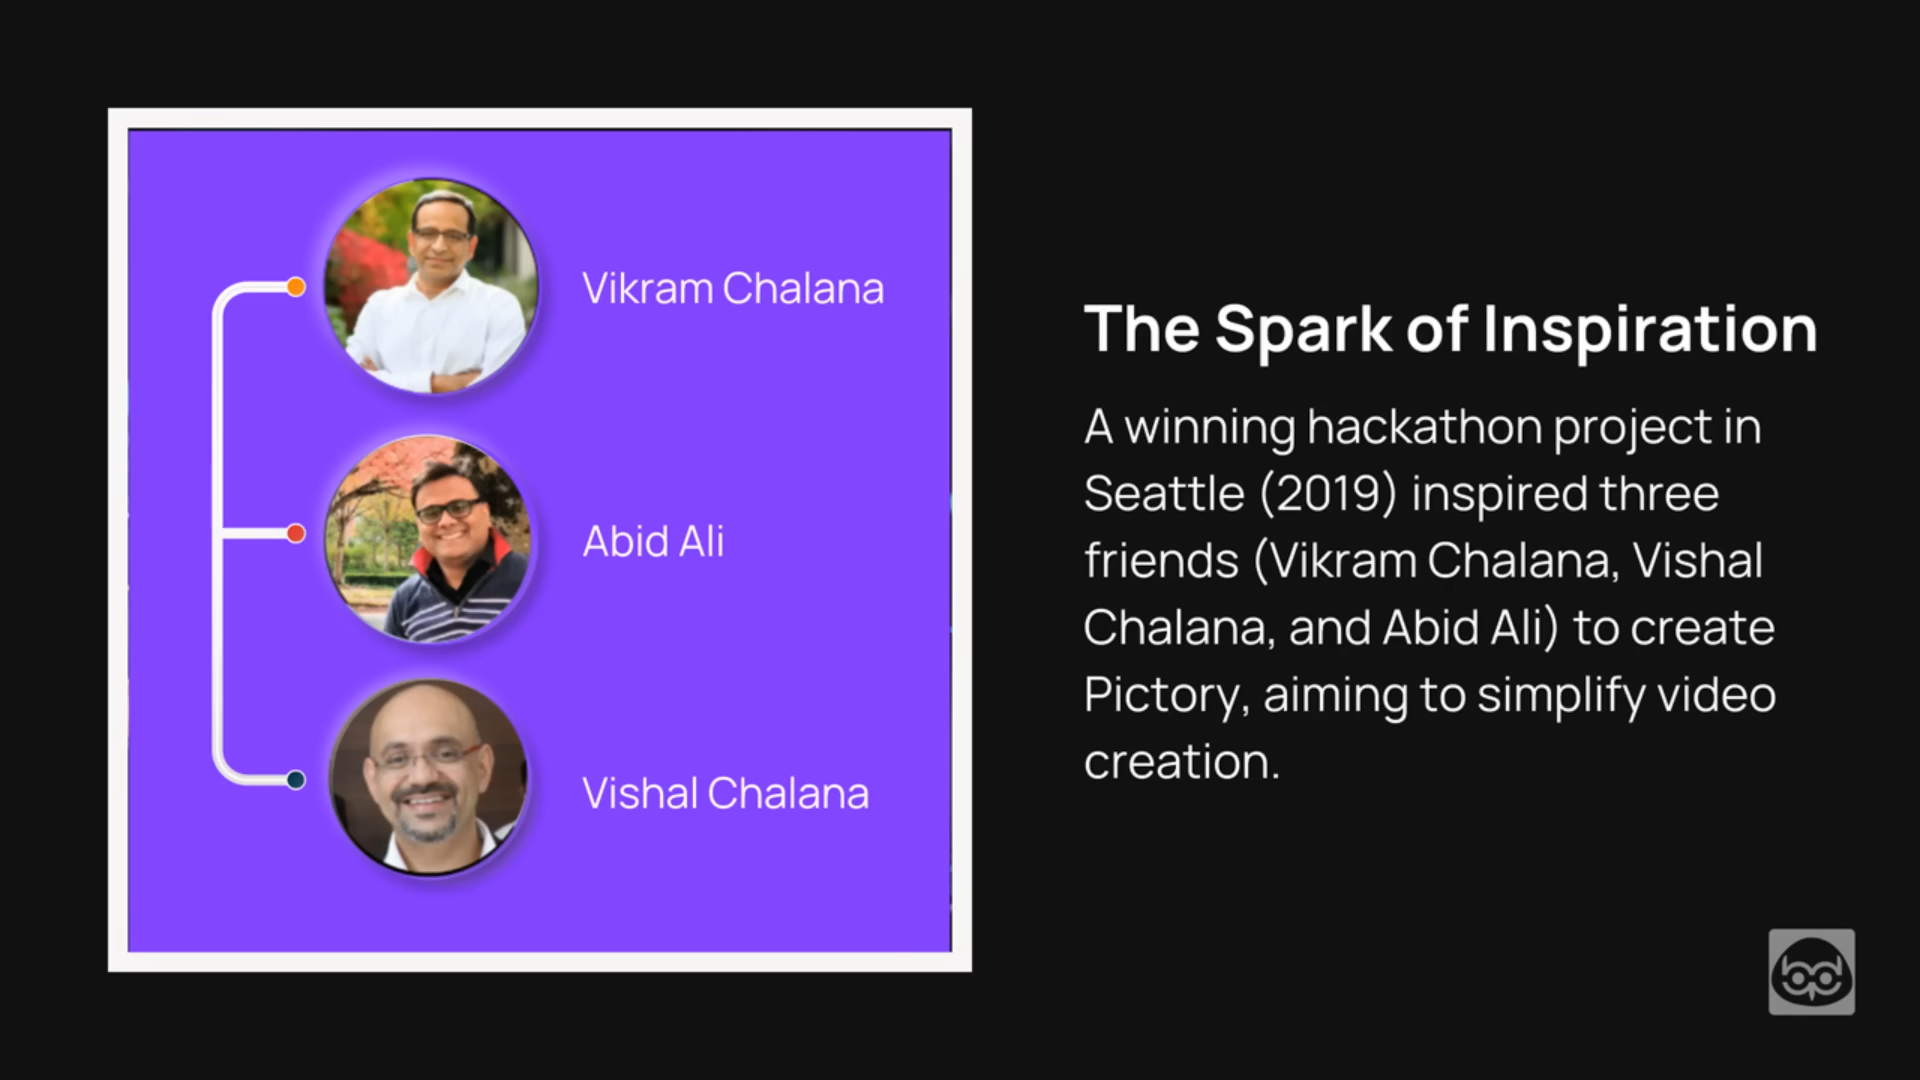 Vikram Chalana
Abid Ali
Vishal Chalana
The Spark of Inspiration
A winning hackathon project in
Seattle (2019) inspired three
friends (Vikram Chalana, Vishal
Chalana, and Abid Ali) to create
Pictory, aiming to simplify video
creation.